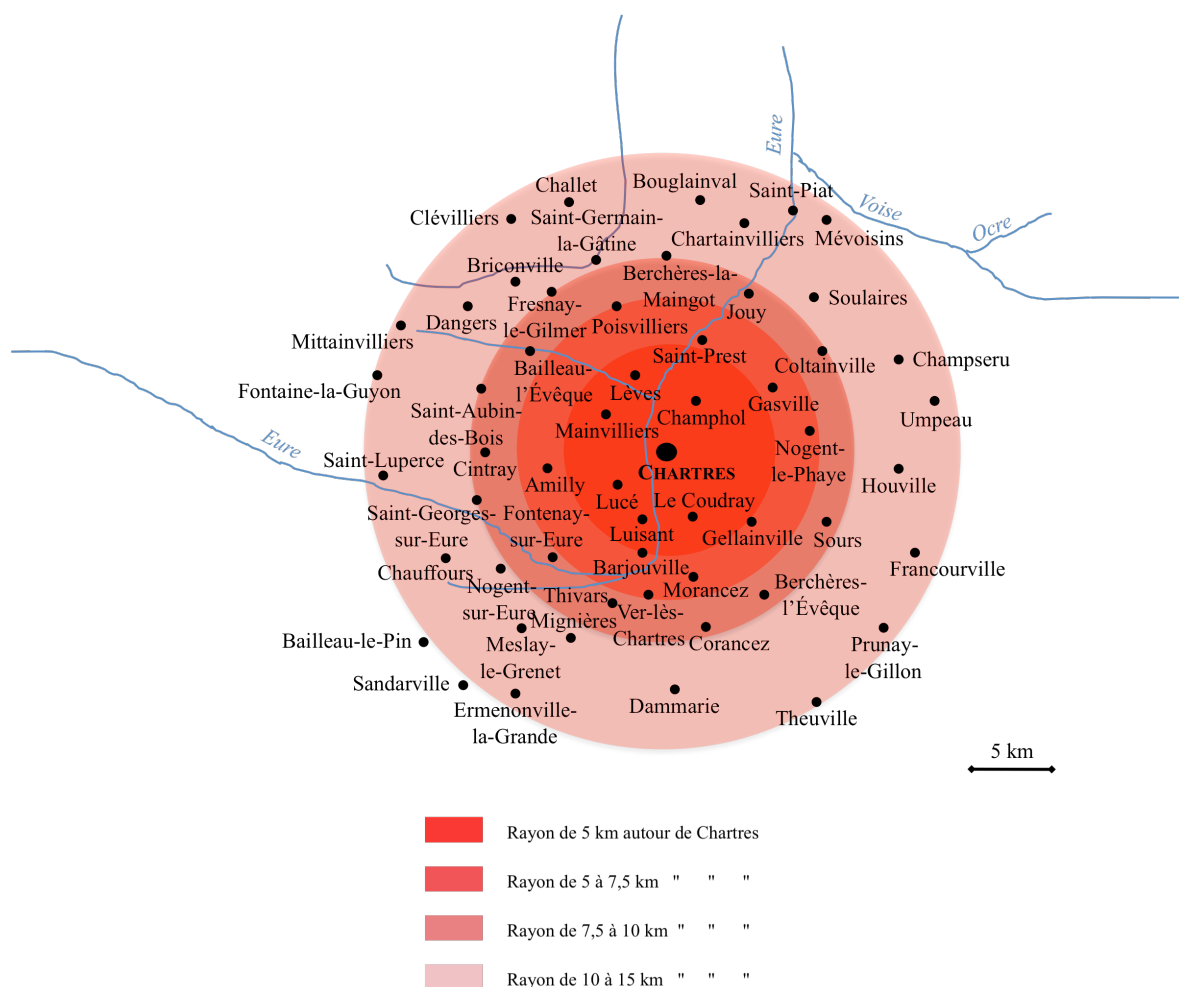 Eure
Challet
Bouglainval
Saint-Piat
Clévilliers
Saint-Germain-
la-Gâtine
Chartainvilliers
Mévoisins
Voise
Ocre
Briconville
Berchères-la-
Maingot
Dangers
Fresnay-
le-Gilmer
Poisvilliers
Jouy
Soulaires
Mittainvilliers
Saint-Prest
Coltainville
Champseru
Fontaine-la-Guyon
Bailleau-
l’Évêque
Lèves
Gasville
Umpeau
Saint-Aubin-
des-Bois
Mainvilliers
Champhol
Eure
Saint-Luperce
Cintray
Amilly
CHARTRES
Nogent-
le-Phaye
Houville
Saint-Georges-
sur-Eure
Fontenay-
sur-Eure
Lucé
Le Coudray
Luisant
Gellainville
Sours
Chauffours
Nogent-
sur-Eure
Barjouville
Morancez
Berchères-
l’Évêque
Francourville
Thivars
Mignières
Ver-lès-
Chartres
Corancez
Bailleau-le-Pin
Meslay-
le-Grenet
Prunay-
le-Gillon
Sandarville
Ermenonville-
la-Grande
Dammarie
Theuville
5 km
Rayon de 5 km autour de Chartres
Rayon de 5 à 7,5 km " " "
Rayon de 7,5 à 10 km " " "
Rayon de 10 à 15 km " " "